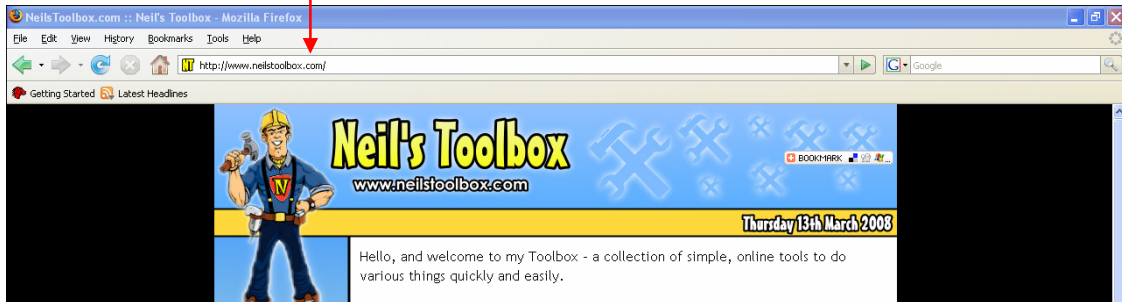 NeilsToolbox.com :: Neil's Toolbox - Mozilla Firefox
File Edit View History Bookmarks Tools Help
http://www.neilstoolbox.com/
G Google
Getting Started Latest Headlines
Neil's Toolbox
BOOKMARK
www.neilstoolbox.com
N
Thursday 13th March 2008
Hello, and welcome to my Toolbox - a collection of simple, online tools to do
various things quickly and easily.